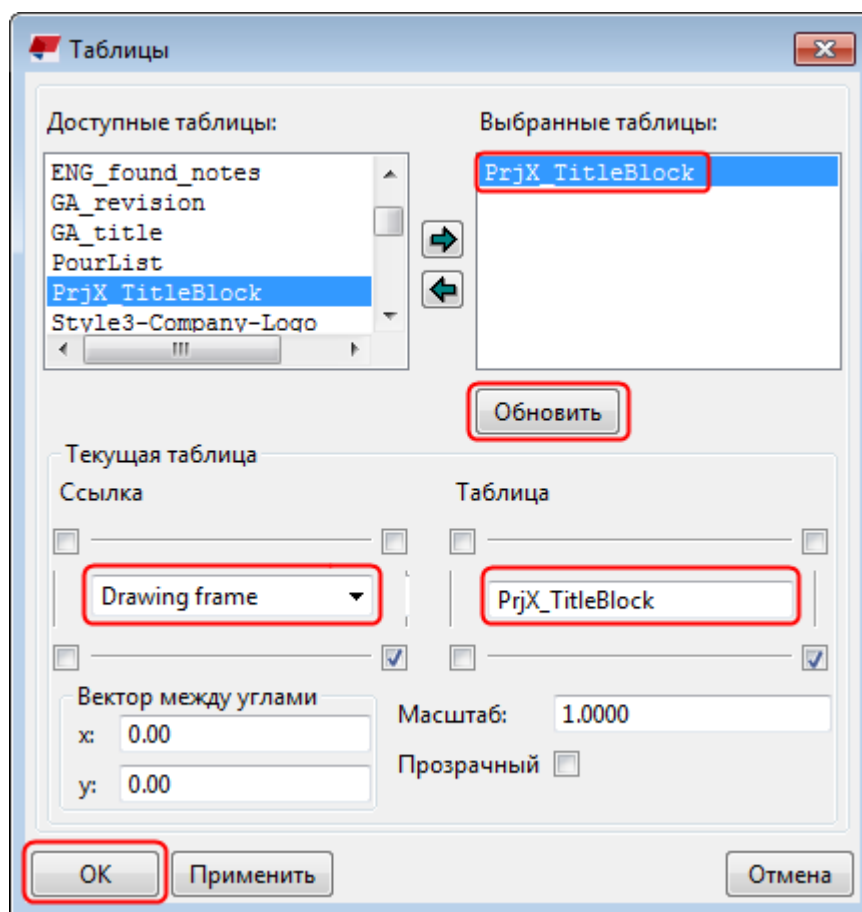 Таблицы
Доступные таблицы:
Выбранные таблицы:
ENG_found_notes
GA_revision
GA_title
PourList
PrjX_TitleBlock
Style3-Company-Logo
PrjX_TitleBlock
Обновить
Текущая таблица
Ссылка
Таблица
Drawing frame
PrjX_TitleBlock
Вектор между углами
x: 0.00
y: 0.00
Масштаб: 1.0000
Прозрачный
ОК
Применить
Отмена